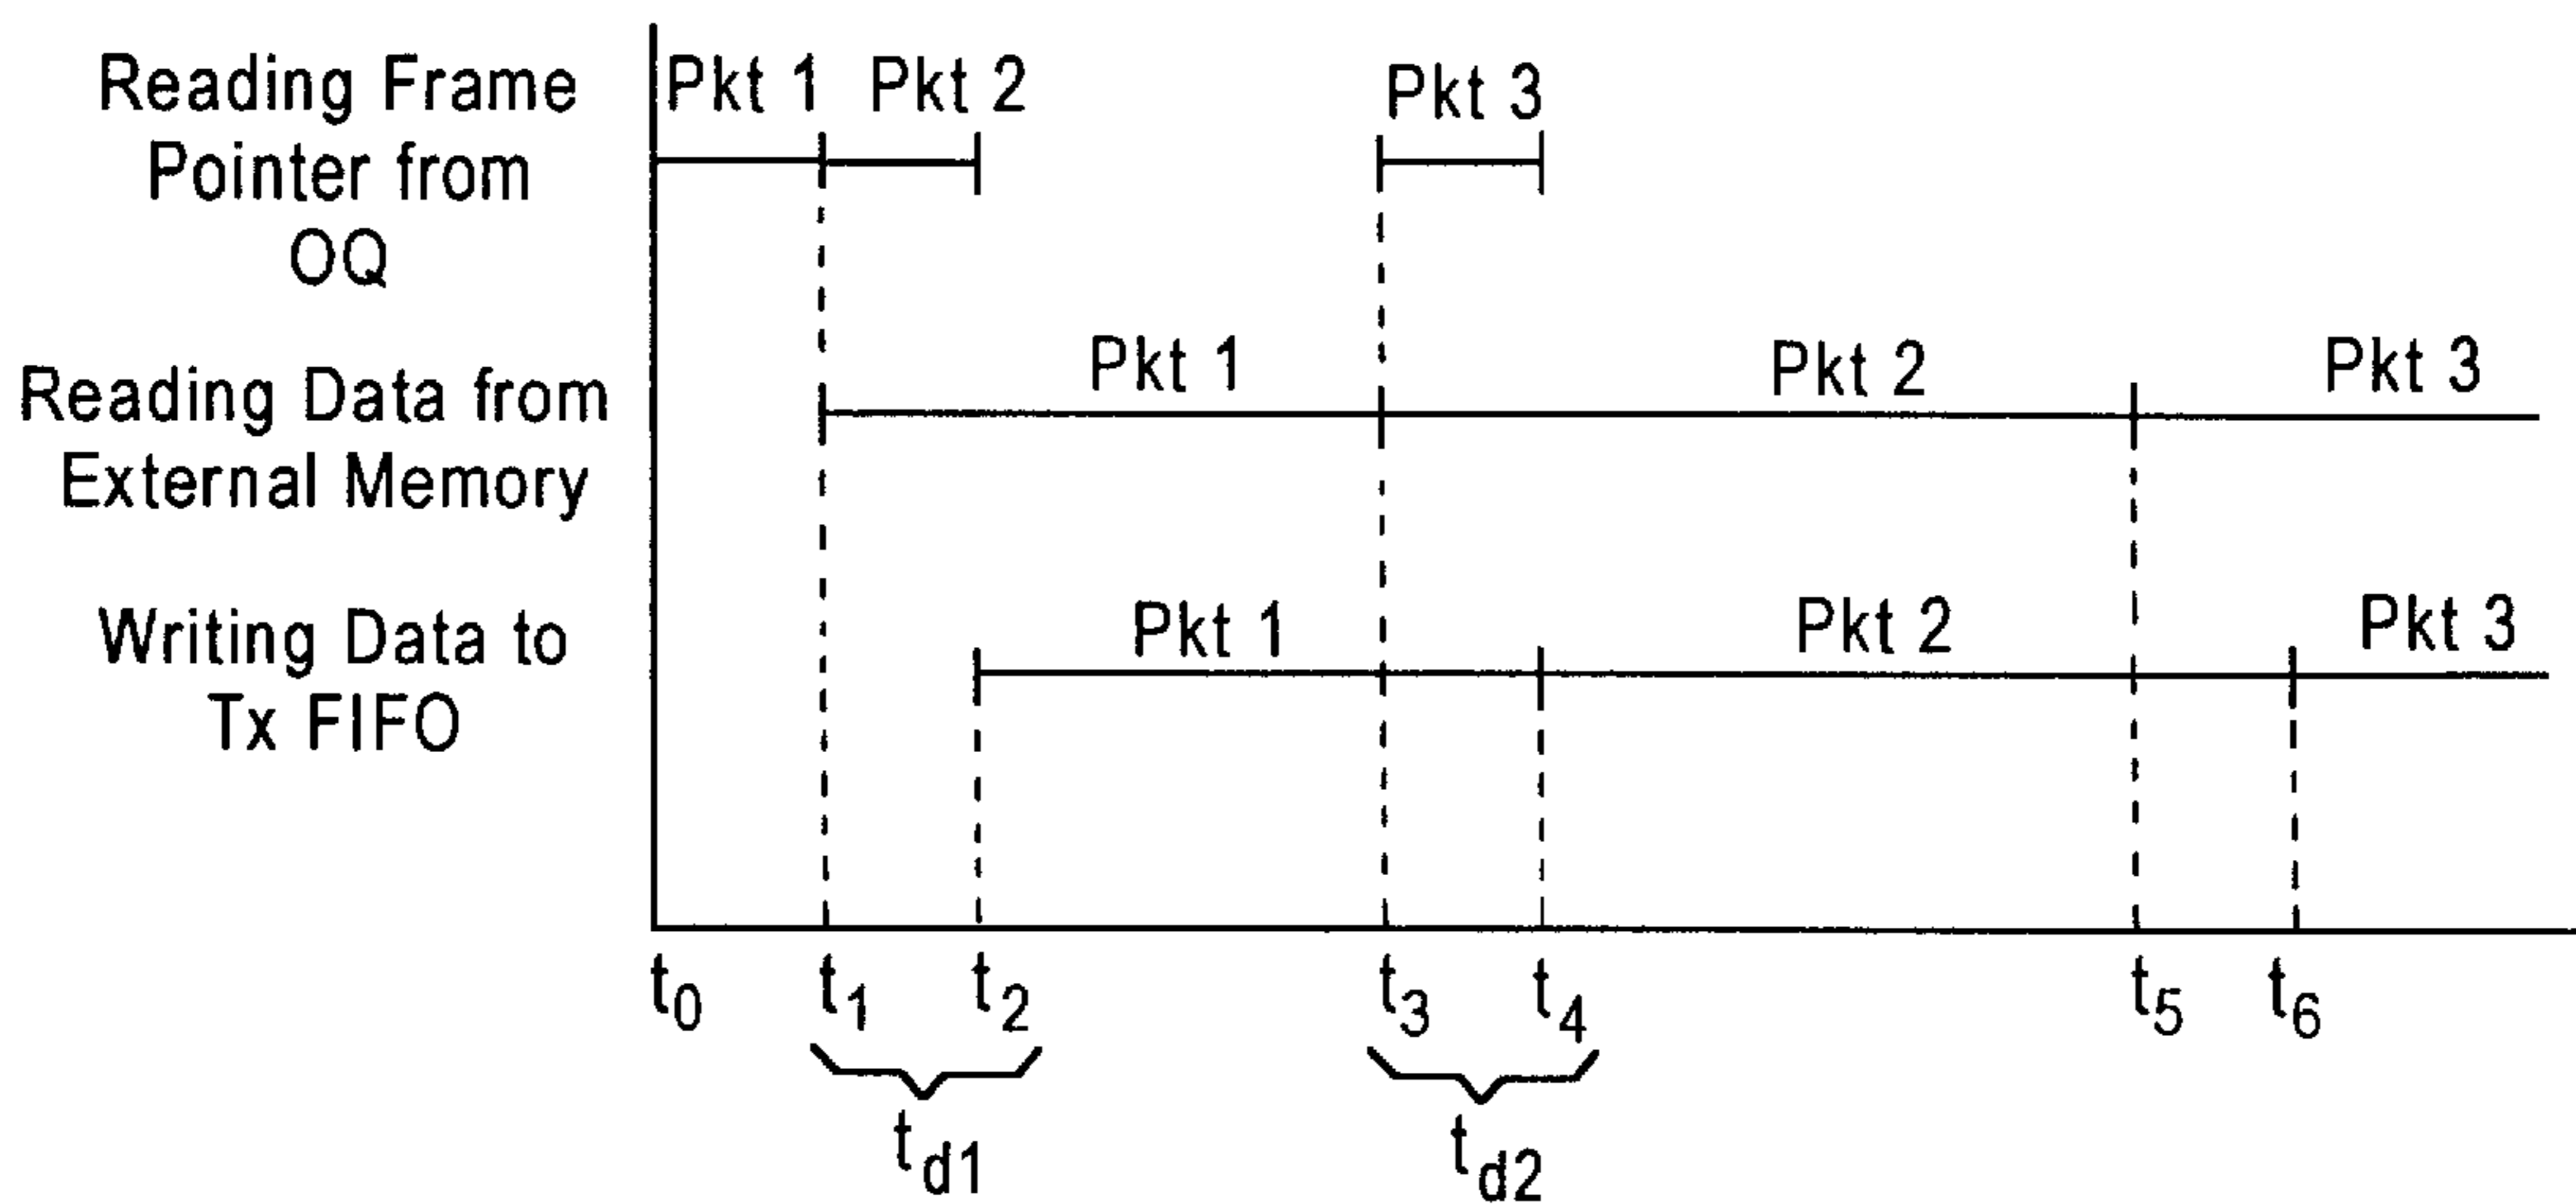 Reading Frame
Pointer from
OQ
Pkt 1
Pkt 2
Pkt 3
Reading Data from
External Memory
Pkt 1
Pkt 2
Pkt 3
Writing Data to
Tx FIFO
Pkt 1
Pkt 2
Pkt 3
t0 t1 t2 t3 t4 t5 t6
td1 td2